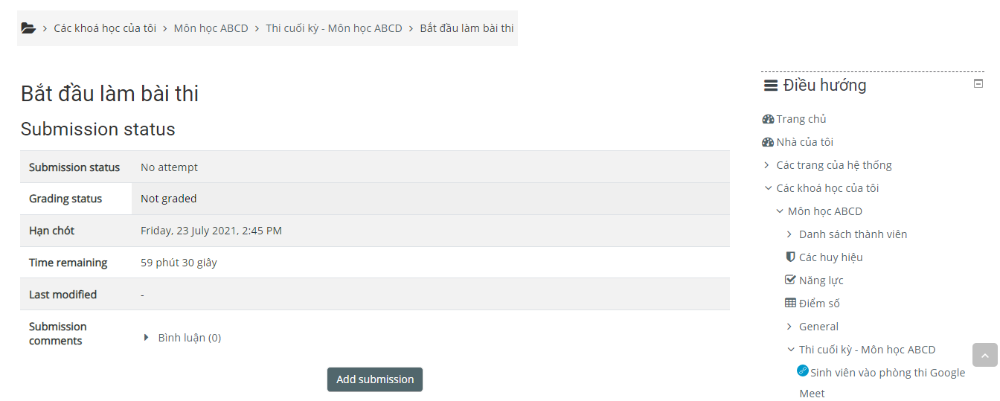 Các khoá học của tôi > Môn học ABCD > Thi cuối kỳ - Môn học ABCD > Bắt đầu làm bài thi
Bắt đầu làm bài thi
Submission status
Submission status No attempt
Grading status Not graded
Hạn chót Friday, 23 July 2021, 2:45 PM
Time remaining 59 phút 30 giây
Last modified -
Submission
comments
Bình luận (0)
Add submission
Điều hướng
Trang chủ
Nhà của tôi
Các trang của hệ thống
Các khoá học của tôi
Môn học ABCD
Danh sách thành viên
Các huy hiệu
Năng lực
Điểm số
General
Thi cuối kỳ - Môn học ABCD
Sinh viên vào phòng thi Google
Meet